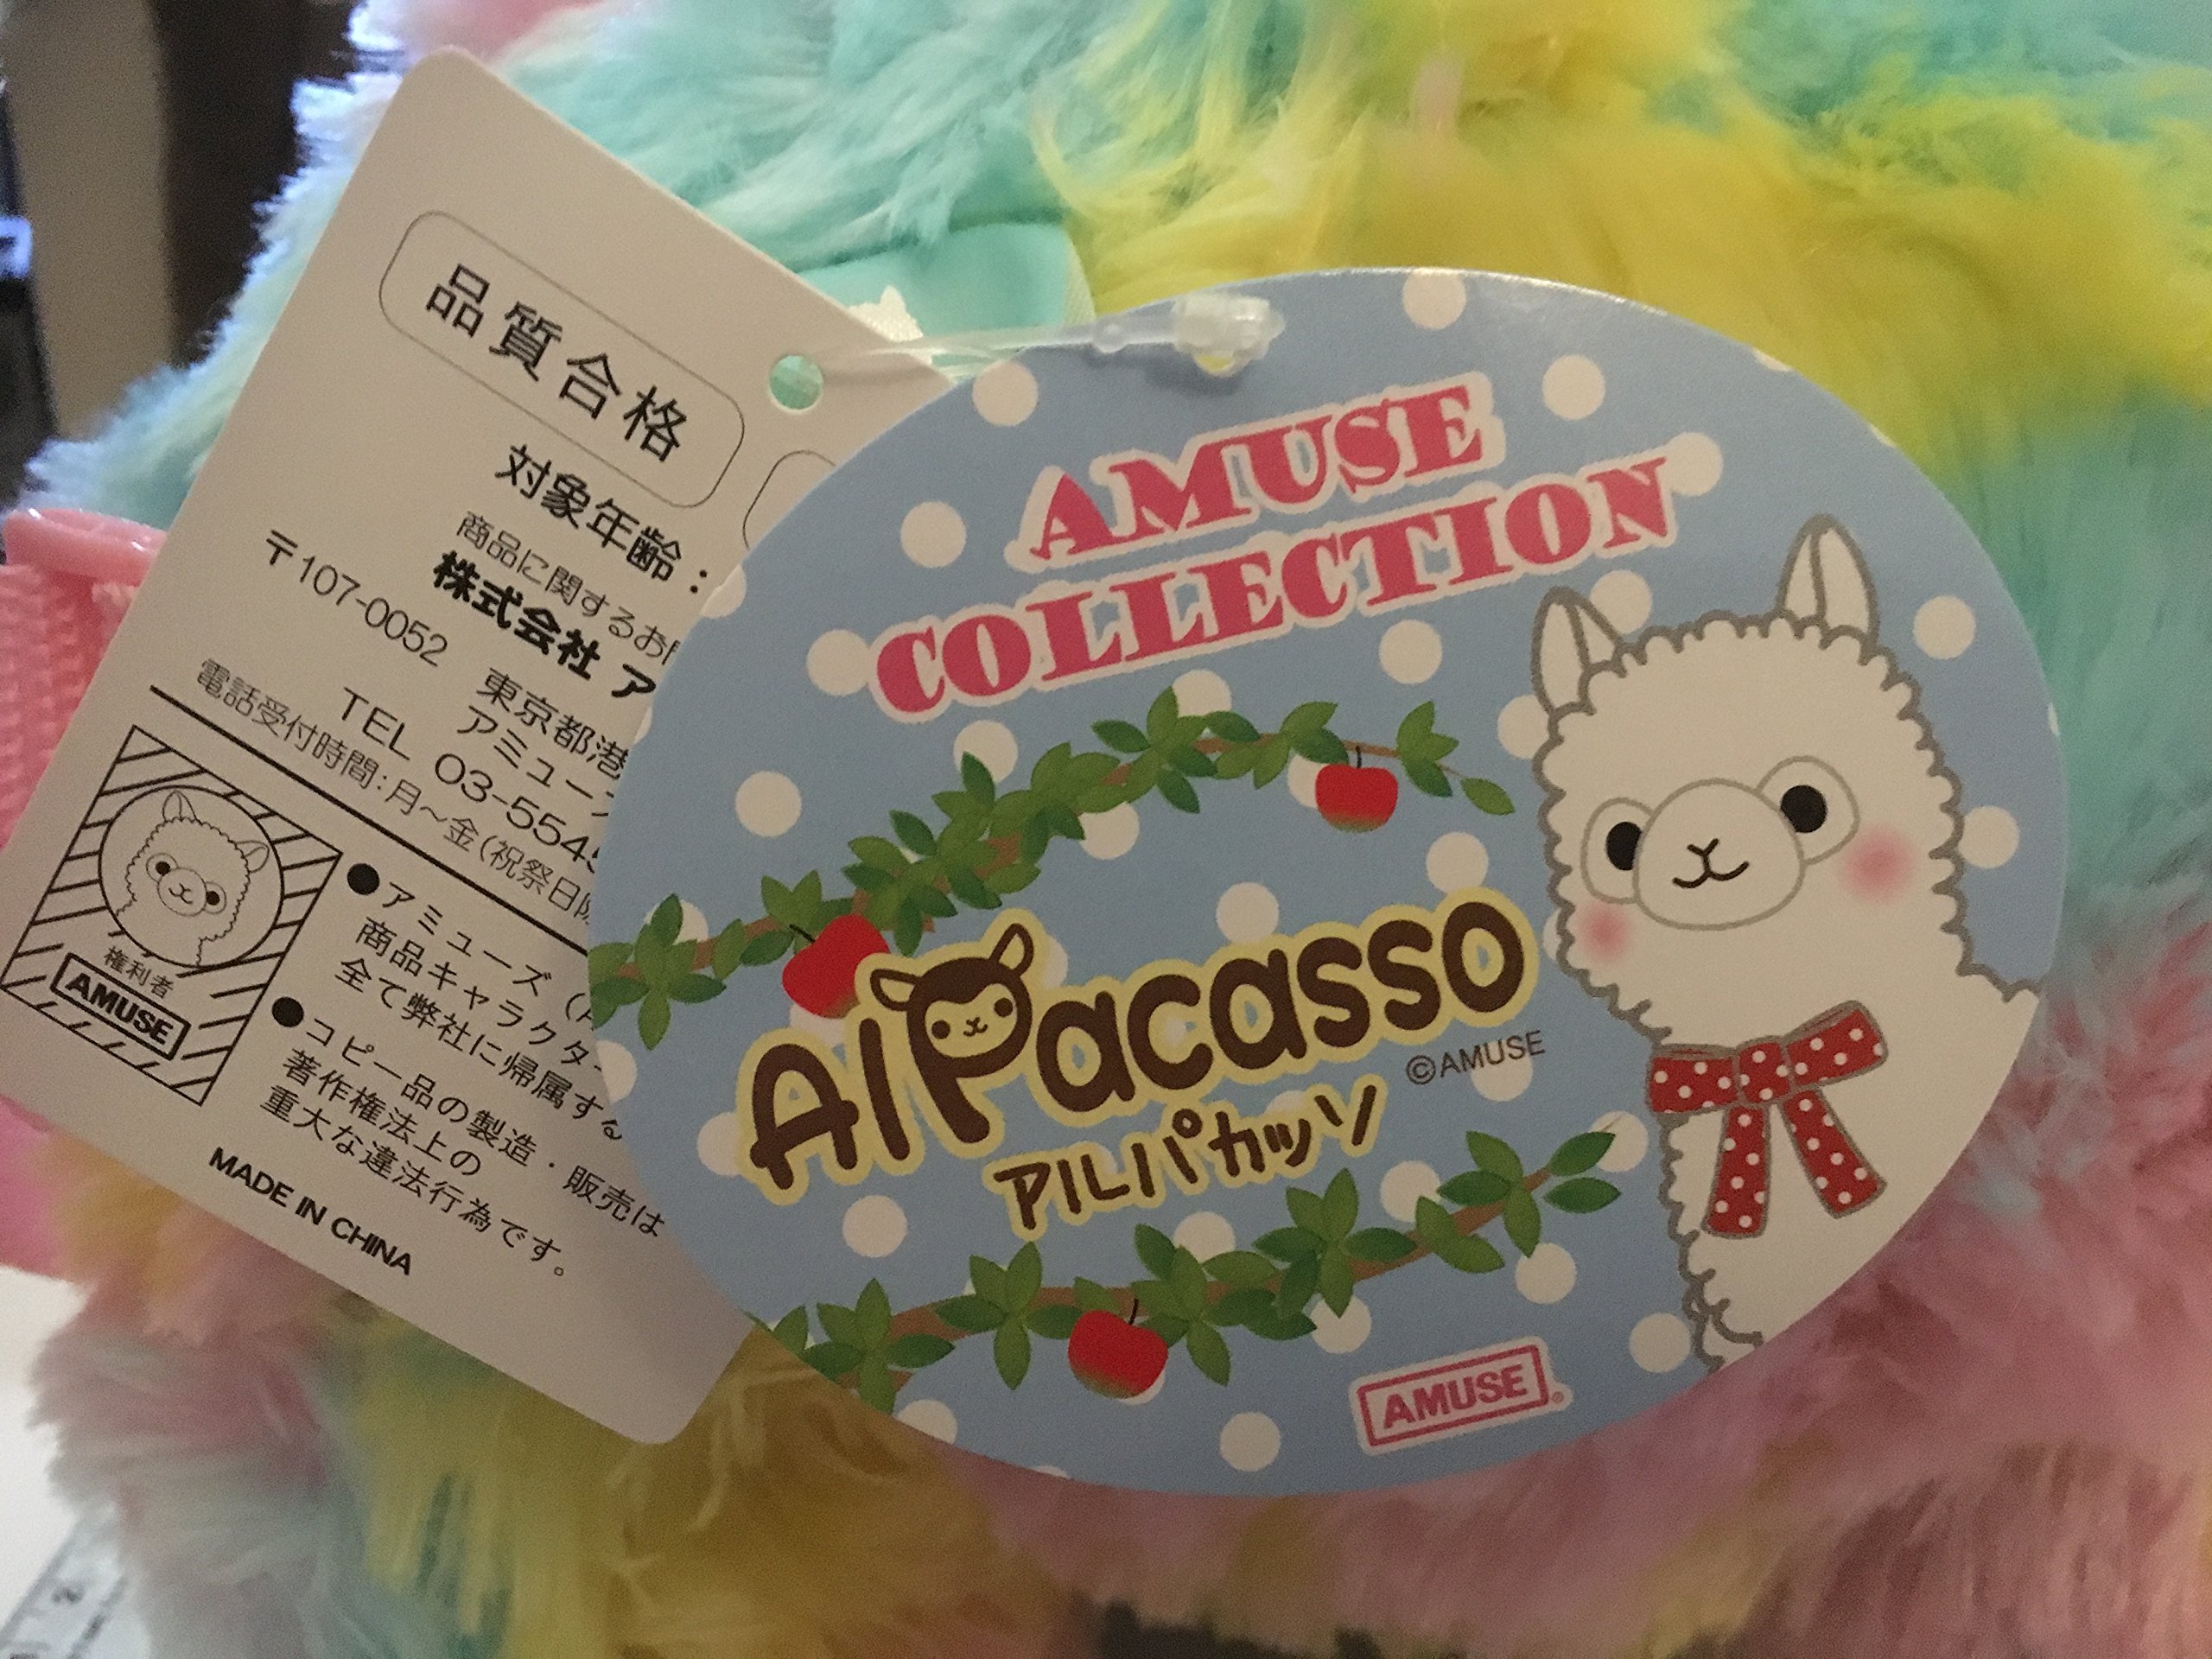 品質合格
対象年齢：
商品に関するお
株式会社 ア
〒107-0052 東京都港
アミュー
TEL 03-554
電話受付時間：月～金(祝祭日
権利者
AMUSE
●アミューズ
商品キャラクタ
全て弊社に帰属する
●コピー品の製造・販売は
著作権法上の
重大な違法行為です。
MADE IN CHINA
AMUSE
COLLECTION
AlPacasso
©AMUSE
アルパカッソ
AMUSE
2